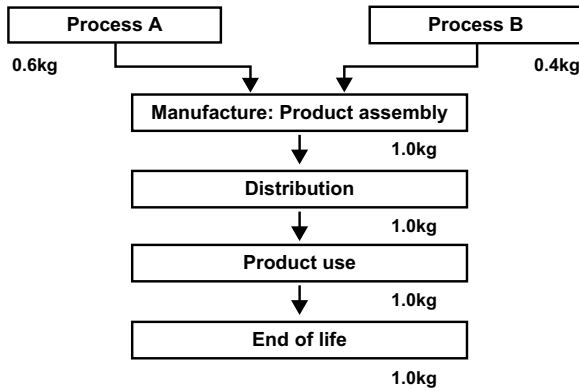 Process A
Process B
0.6kg
0.4kg
Manufacture: Product assembly
1.0kg
Distribution
1.0kg
Product use
1.0kg
End of life
1.0kg